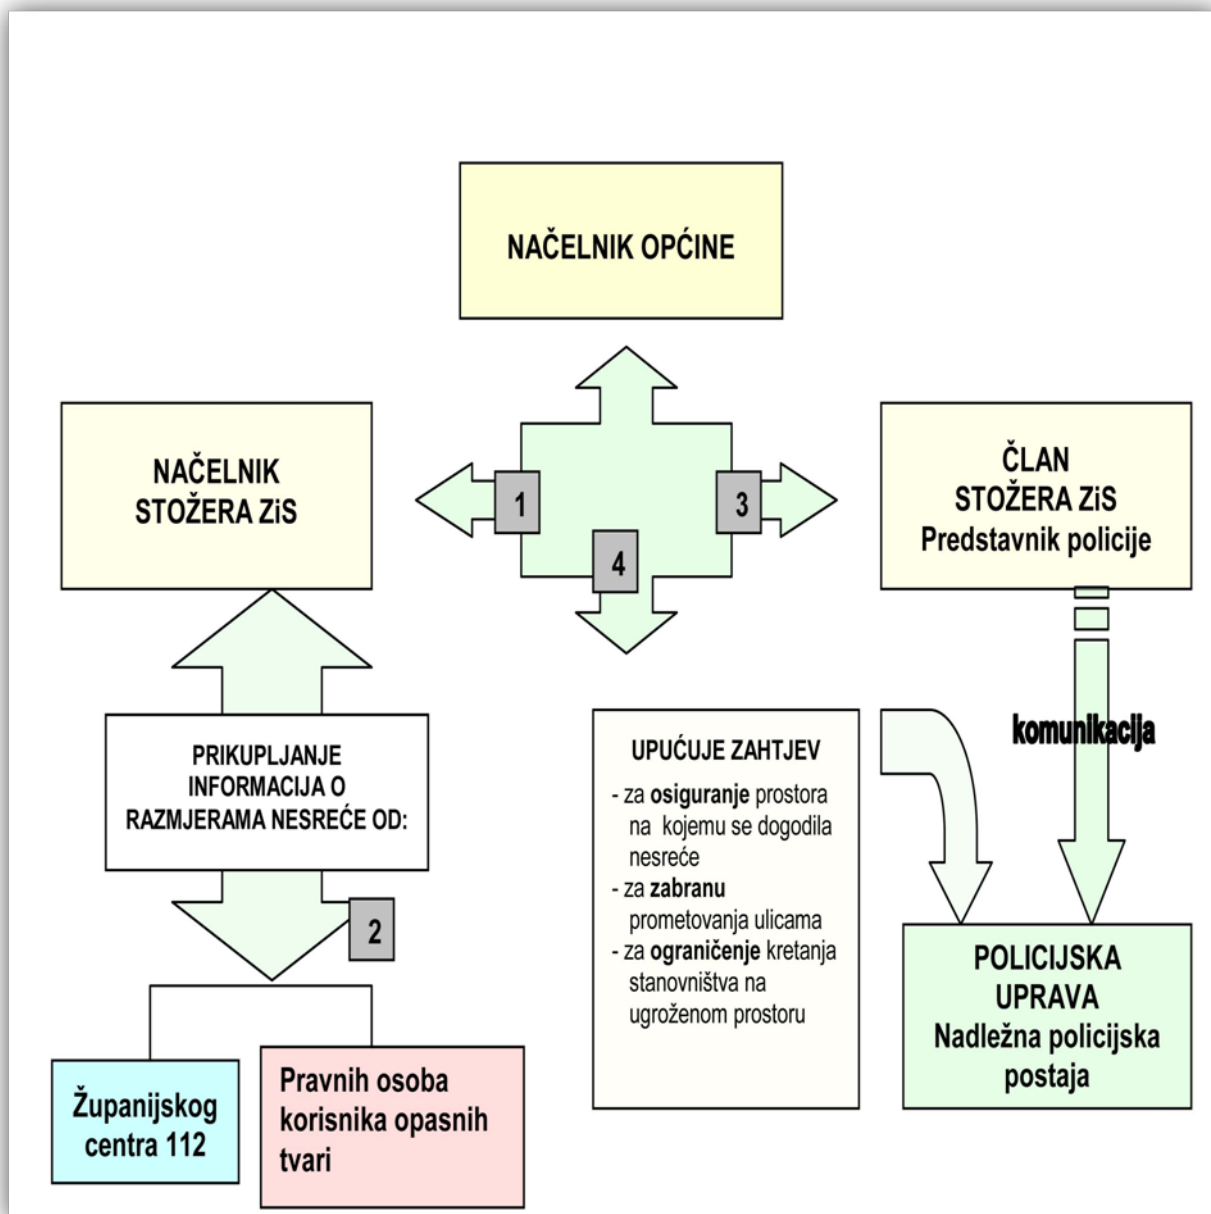 NAČELNIK OPĆINE
NAČELNIK
STOŽERA ZiS
1
3
4
ČLAN
STOŽERA ZiS
Predstavnik policije
PRIKUPLJANJE
INFORMACIJA O
RAZMJERAMA NESREĆE OD:
2
Županijskog
centra 112
Pravnih osoba
korisnika opasnih
tvari
UPUĆUJE ZAHTJEV
- za osiguranje prostora
na kojemu se dogodila
nesreće
- za zabranu
prometovanja ulicama
- za ograničenje kretanja
stanovništva na
ugroženom prostoru
komunikacija
POLICIJSKA
UPRAVA
Nadležna policijska
postaja